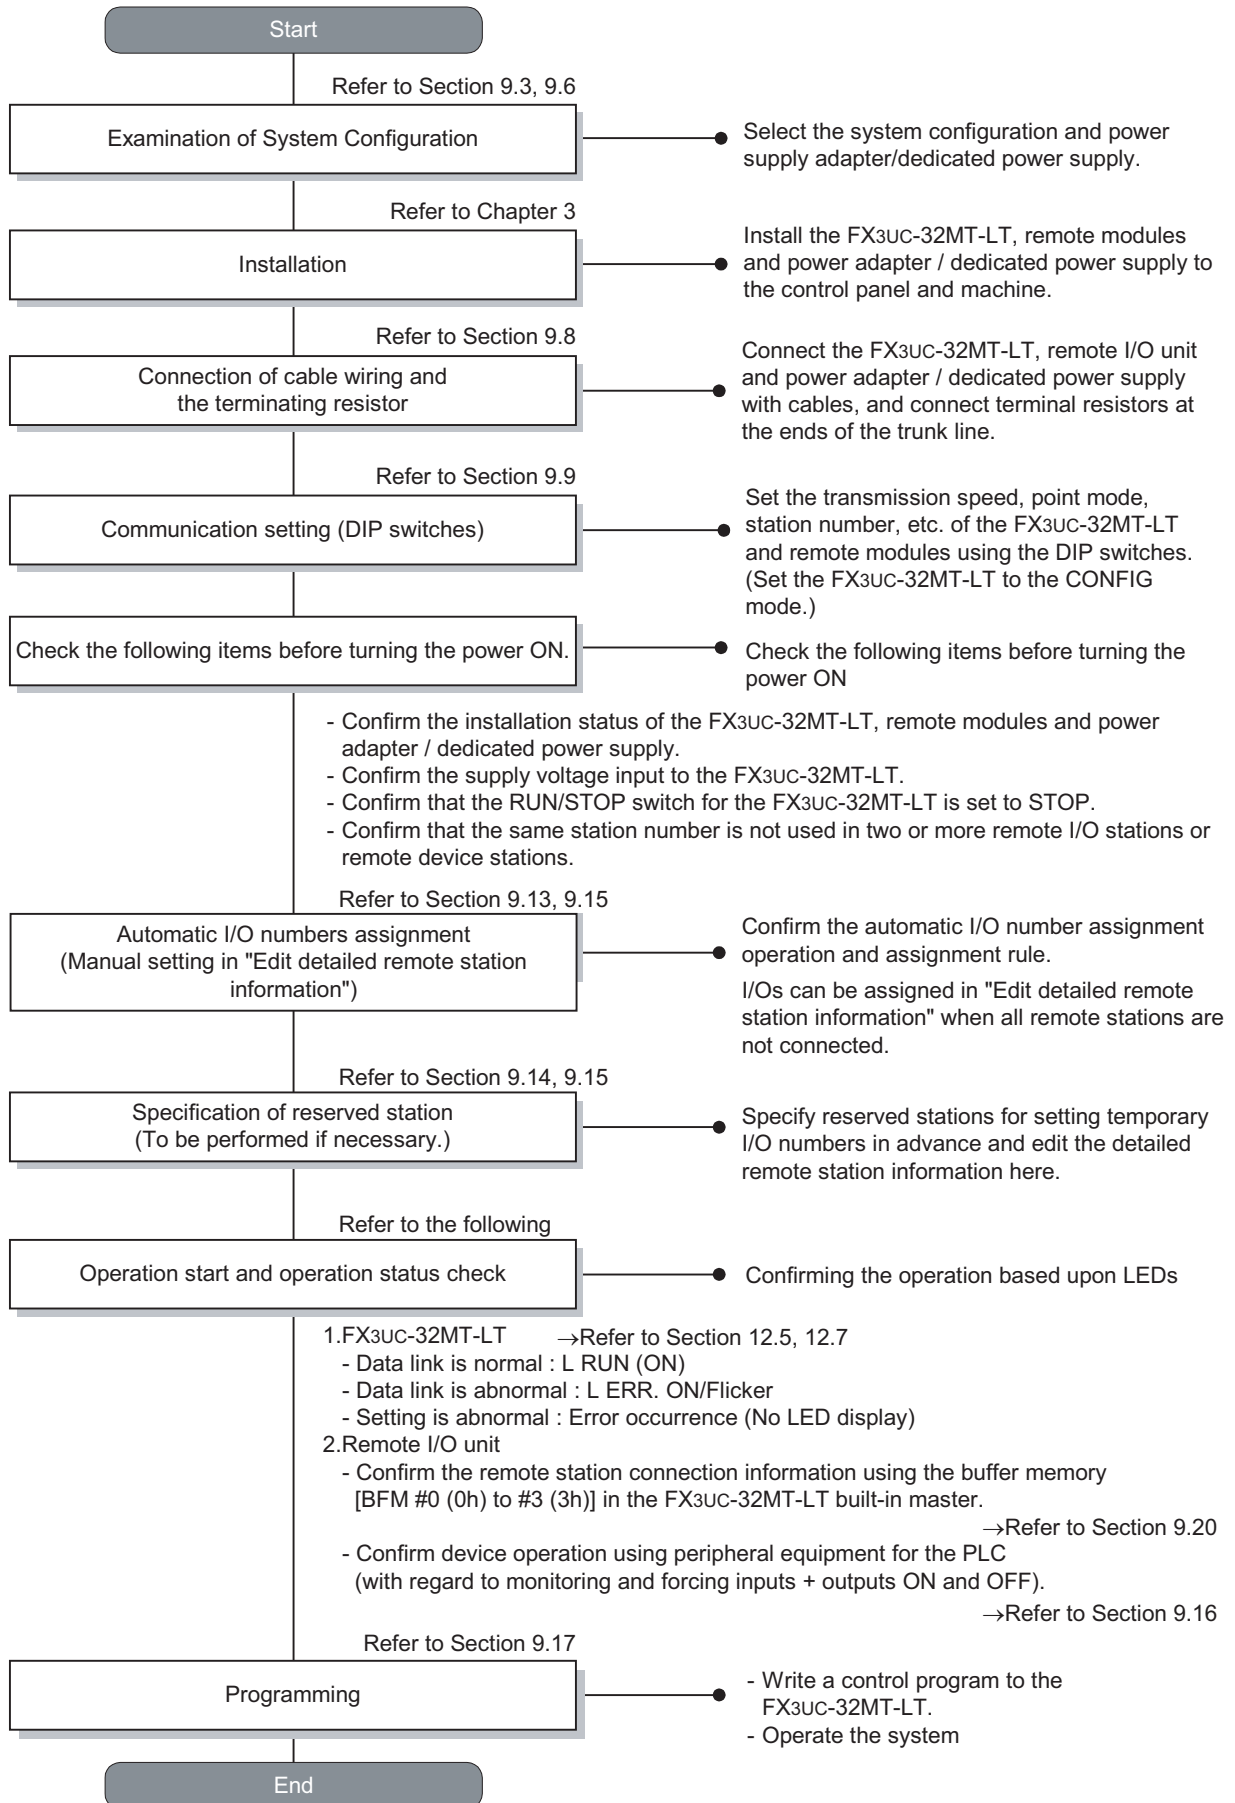 Start
Refer to Section 9.3, 9.6
Examination of System Configuration
Select the system configuration and power
supply adapter/dedicated power supply.
Refer to Chapter 3
Installation
Install the FX3UC-32MT-LT, remote modules
and power adapter / dedicated power supply to
the control panel and machine.
Refer to Section 9.8
Connection of cable wiring and
the terminating resistor
Connect the FX3UC-32MT-LT, remote I/O unit
and power adapter / dedicated power supply
with cables, and connect terminal resistors at
the ends of the trunk line.
Refer to Section 9.9
Communication setting (DIP switches)
Set the transmission speed, point mode,
station number, etc. of the FX3UC-32MT-LT
and remote modules using the DIP switches.
(Set the FX3UC-32MT-LT to the CONFIG
mode.)
Check the following items before turning the power ON.
Check the following items before turning the
power ON
- Confirm the installation status of the FX3UC-32MT-LT, remote modules and power
adapter / dedicated power supply.
- Confirm the supply voltage input to the FX3UC-32MT-LT.
- Confirm that the RUN/STOP switch for the FX3UC-32MT-LT is set to STOP.
- Confirm that the same station number is not used in two or more remote I/O stations or
remote device stations.
Refer to Section 9.13, 9.15
Automatic I/O numbers assignment
(Manual setting in "Edit detailed remote station
information")
Confirm the automatic I/O number assignment
operation and assignment rule.
I/Os can be assigned in "Edit detailed remote
station information" when all remote stations are
not connected.
Refer to Section 9.14, 9.15
Specification of reserved station
(To be performed if necessary.)
Specify reserved stations for setting temporary
I/O numbers in advance and edit the detailed
remote station information here.
Refer to the following
Operation start and operation status check
Confirming the operation based upon LEDs
1.FX3UC-32MT-LT →Refer to Section 12.5, 12.7
- Data link is normal : L RUN (ON)
- Data link is abnormal : L ERR. ON/Flicker
- Setting is abnormal : Error occurrence (No LED display)
2.Remote I/O unit
- Confirm the remote station connection information using the buffer memory
[BFM #0 (0h) to #3 (3h)] in the FX3UC-32MT-LT built-in master.
→Refer to Section 9.20
- Confirm device operation using peripheral equipment for the PLC
(with regard to monitoring and forcing inputs + outputs ON and OFF).
→Refer to Section 9.16
Refer to Section 9.17
Programming
- Write a control program to the
FX3UC-32MT-LT.
- Operate the system
End